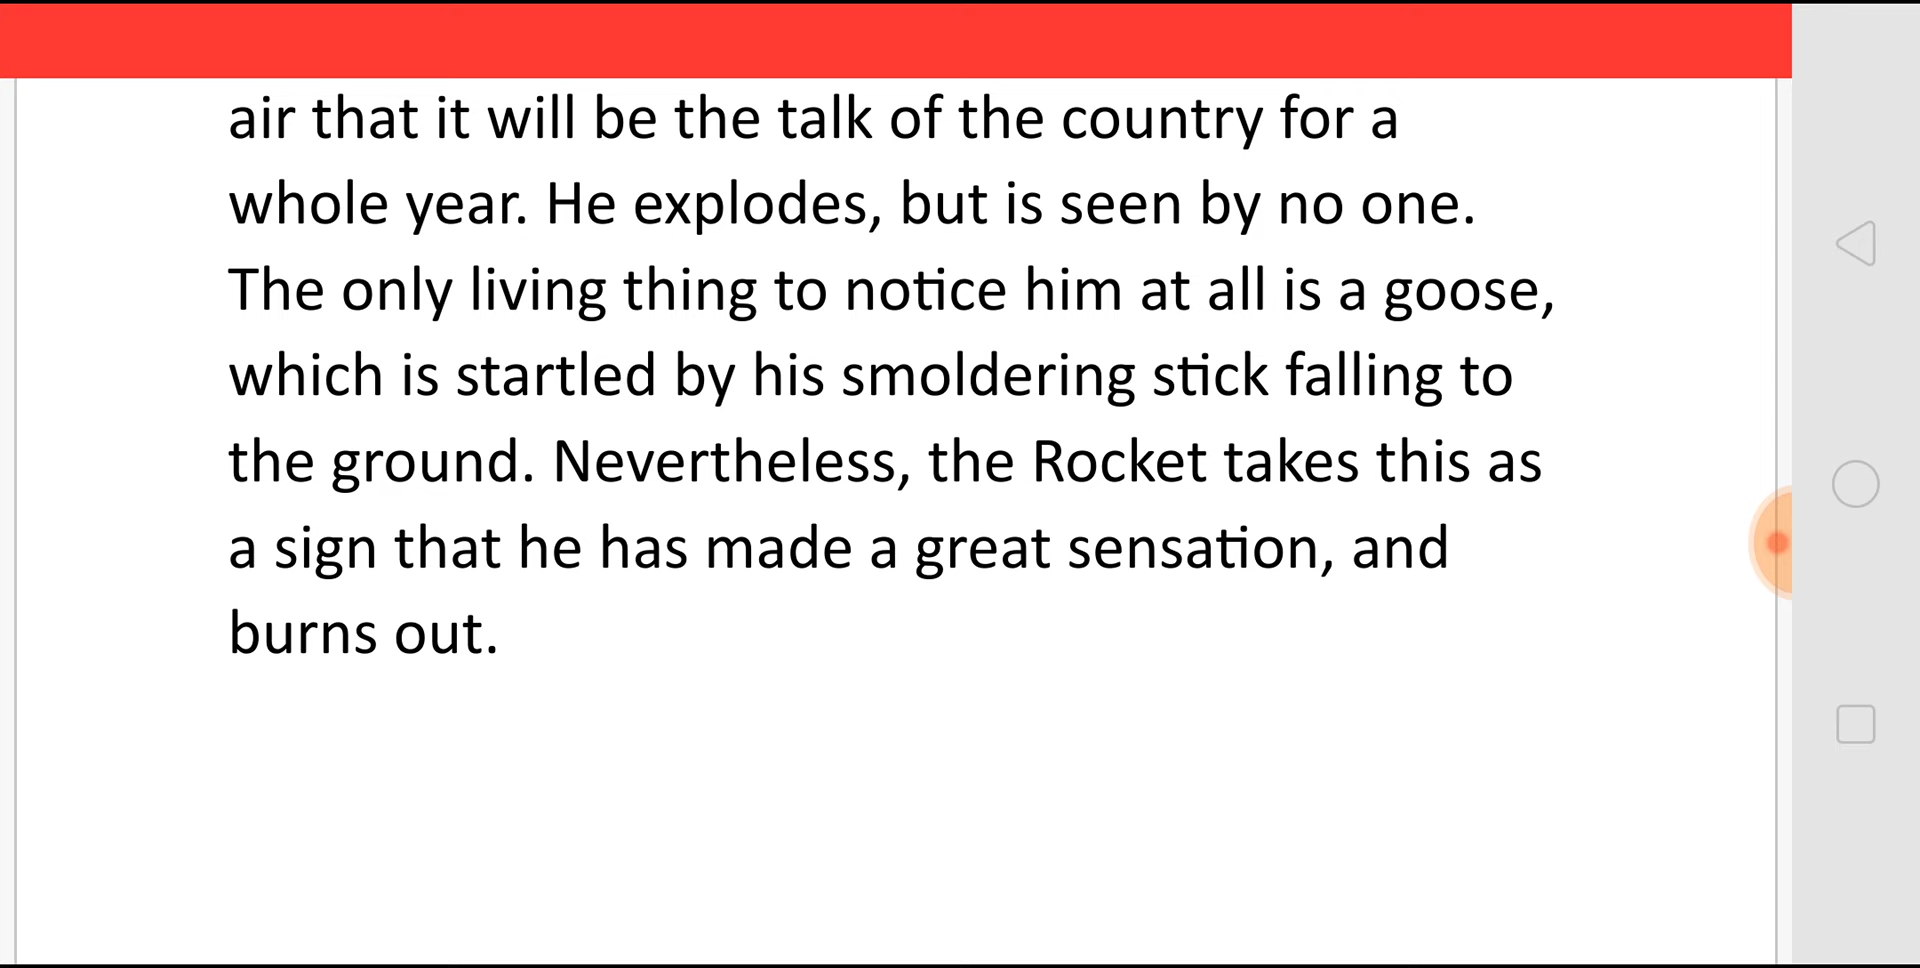 air that it will be the talk of the country for a
whole year. He explodes, but is seen by no one.
The only living thing to notice him at all is a goose,
which is startled by his smoldering stick falling to
the ground. Nevertheless, the Rocket takes this as
a sign that he has made a great sensation, and
burns out.